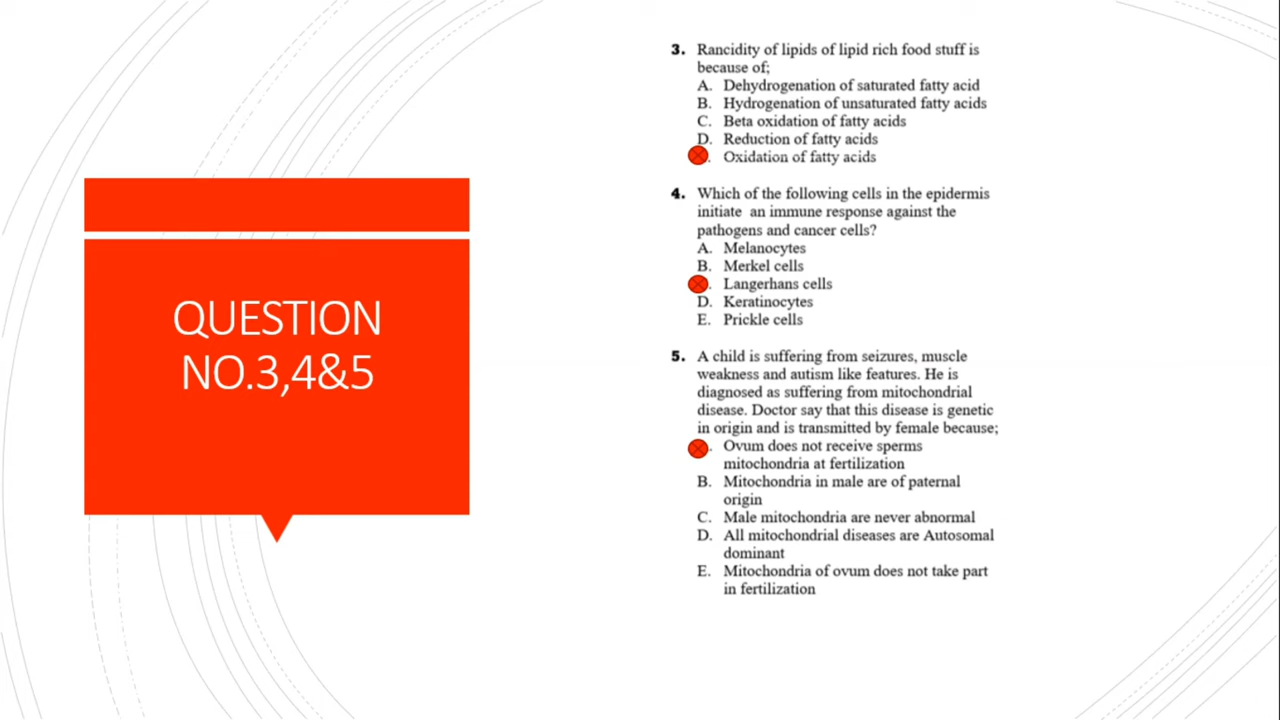 QUESTION
NO.3,4&5
3. Rancidity of lipids of lipid rich food stuff is
because of;
A. Dehydrogenation of saturated fatty acid
B. Hydrogenation of unsaturated fatty acids
C. Beta oxidation of fatty acids
D. Reduction of fatty acids
. Oxidation of fatty acids
4. Which of the following cells in the epidermis
initiate an immune response against the
pathogens and cancer cells?
A. Melanocytes
B. Merkel cells
. Langerhans cells
D. Keratinocytes
E. Prickle cells
5. A child is suffering from seizures, muscle
weakness and autism like features. He is
diagnosed as suffering from mitochondrial
disease. Doctor say that this disease is genetic
in origin and is transmitted by female because;
. Ovum does not receive sperms
mitochondria at fertilization
B. Mitochondria in male are of paternal
origin
C. Male mitochondria are never abnormal
D. All mitochondrial diseases are Autosomal
dominant
E. Mitochondria of ovum does not take part
in fertilization